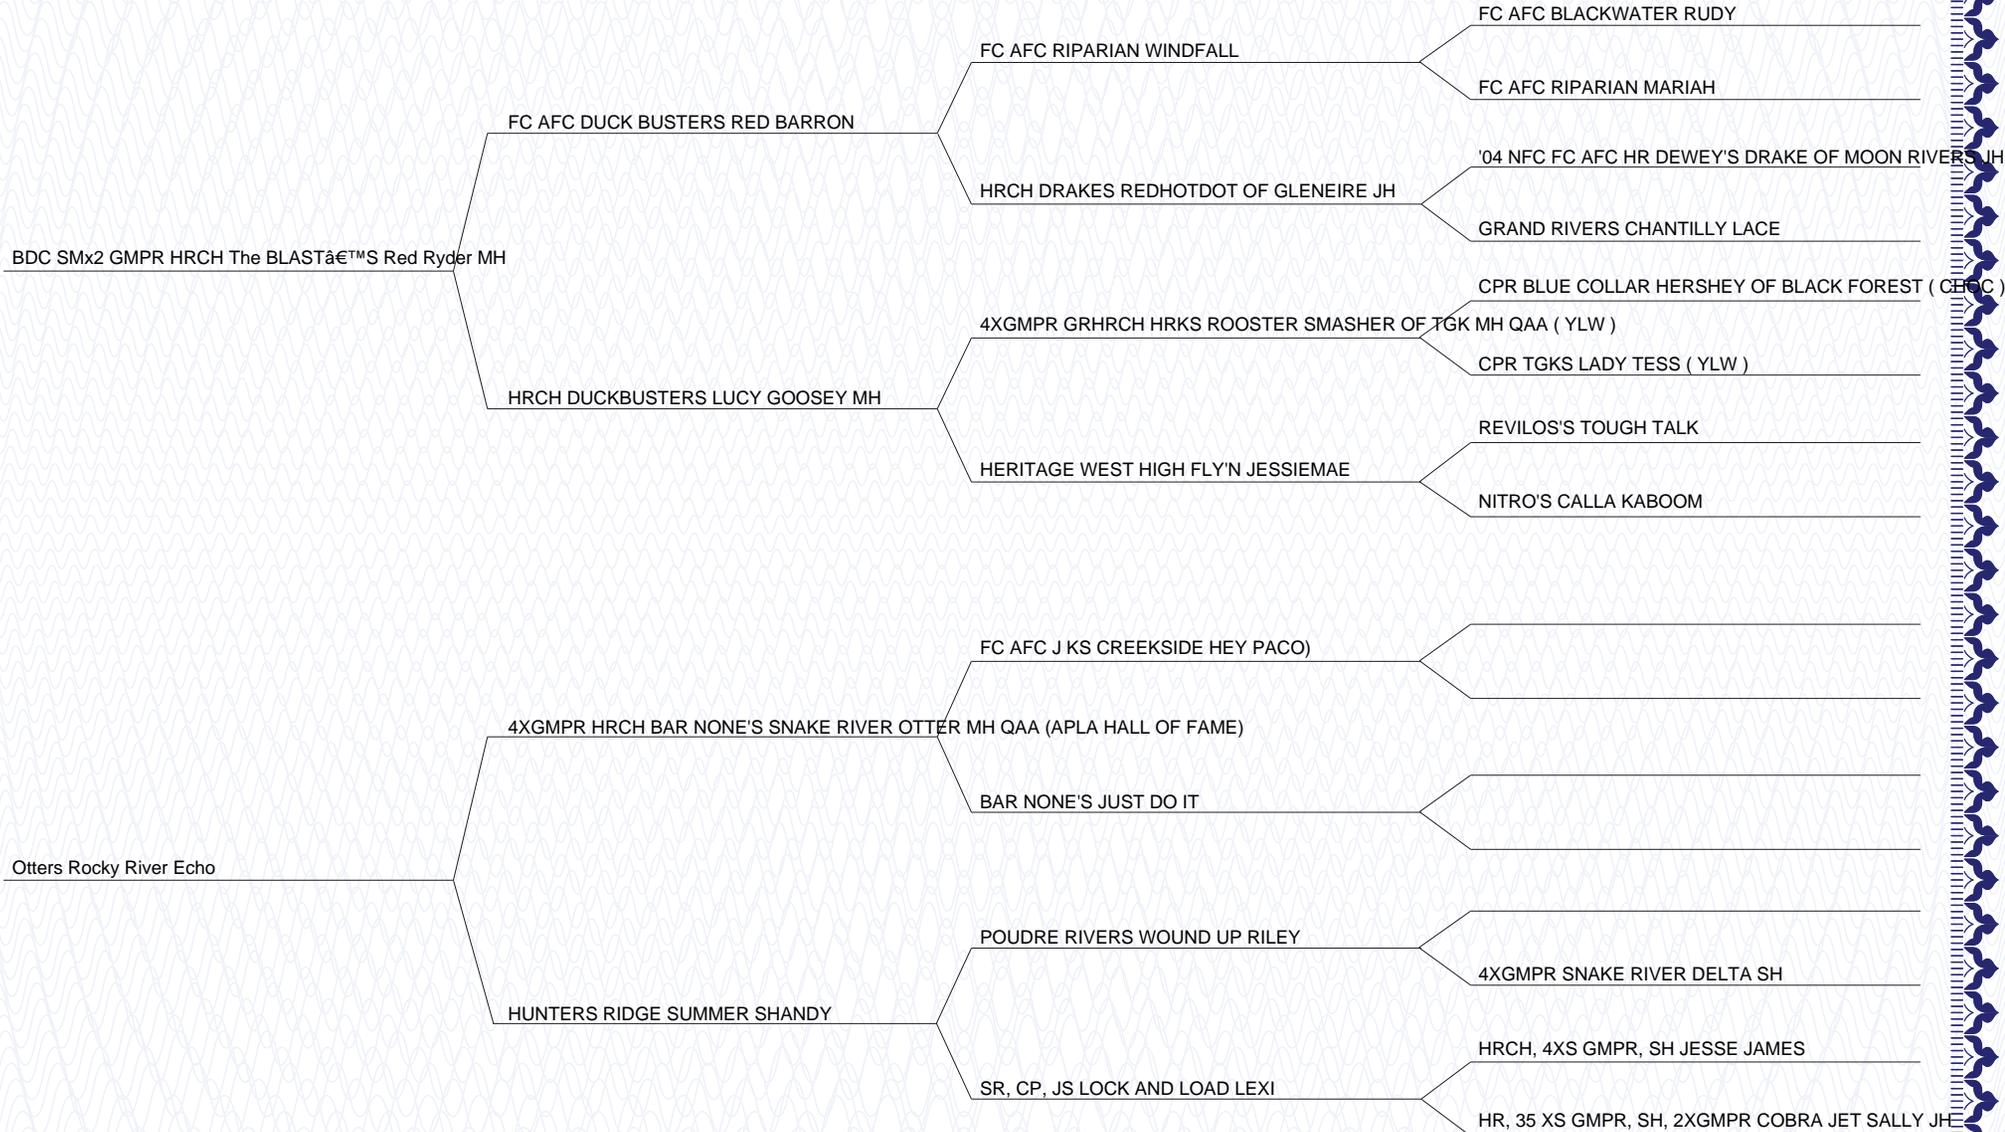 FC AFC BLACKWATER RUDY
FC AFC RIPARIAN WINDFALL
FC AFC RIPARIAN MARIAH
FC AFC DUCK BUSTERS RED BARRON
'04 NFC FC AFC HR DEWEY'S DRAKE OF MOON RIVERS JH
HRCH DRAKES REDHOTDOT OF GLENEIRE JH
GRAND RIVERS CHANTILLY LACE
BDC SMx2 GMPR HRCH The BLASTâ€™S Red Ryder MH
CPR BLUE COLLAR HERSHEY OF BLACK FOREST ( CHOC )
4XGMPR GRHRCH HRKS ROOSTER SMASHER OF TGK MH QAA ( YLW )
CPR TGKS LADY TESS ( YLW )
HRCH DUCKBUSTERS LUCY GOOSEY MH
REVILOS'S TOUGH TALK
HERITAGE WEST HIGH FLY'N JESSIEMAE
NITRO'S CALLA KABOOM
FC AFC J KS CREEKSIDE HEY PACO)
4XGMPR HRCH BAR NONE'S SNAKE RIVER OTTER MH QAA (APLA HALL OF FAME)
BAR NONE'S JUST DO IT
Otters Rocky River Echo
POUDRE RIVERS WOUND UP RILEY
4XGMPR SNAKE RIVER DELTA SH
HUNTERS RIDGE SUMMER SHANDY
HRCH, 4XS GMPR, SH JESSE JAMES
SR, CP, JS LOCK AND LOAD LEXI
HR, 35 XS GMPR, SH, 2XGMPR COBRA JET SALLY JH